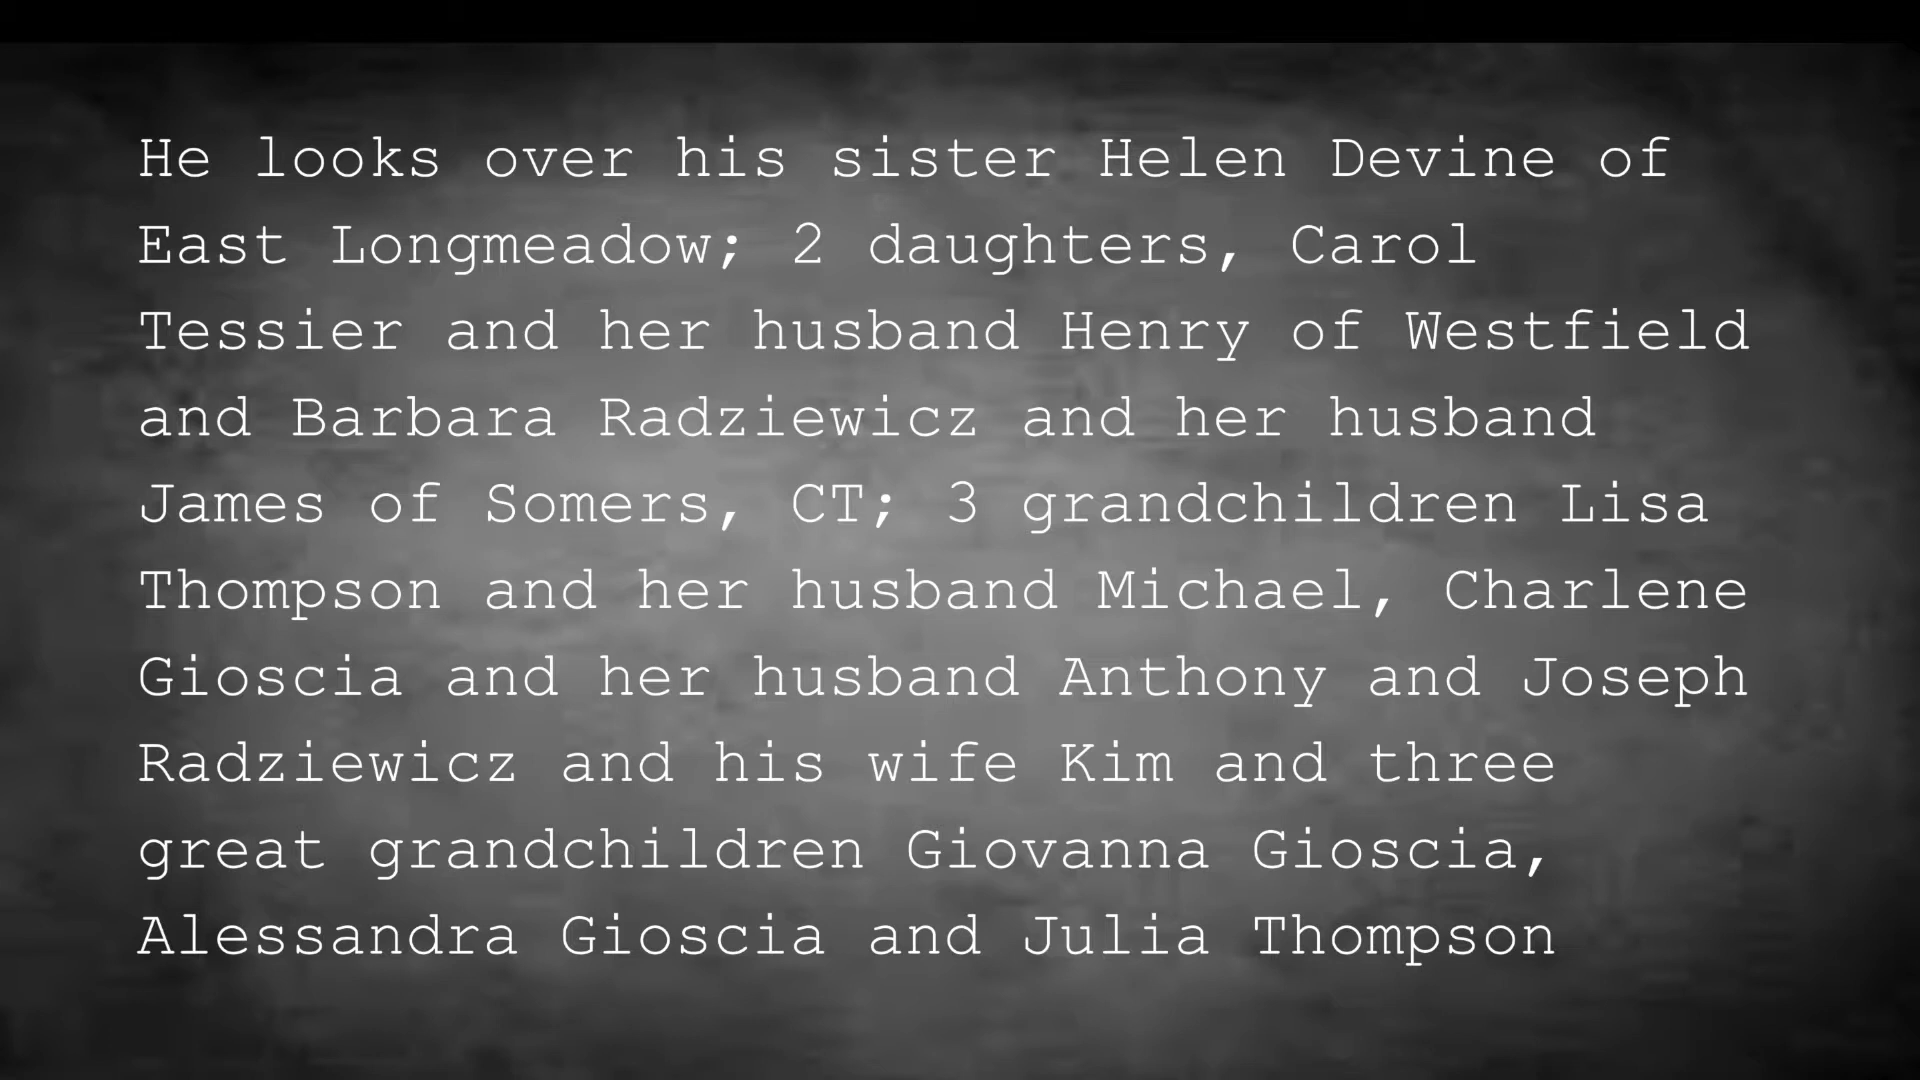 He looks over his sister Helen Devine of
East Longmeadow; 2 daughters, Carol
Tessier and her husband Henry of Westfield
and Barbara Radziewicz and her husband
James of Somers, CT; 3 grandchildren Lisa
Thompson and her husband Michael, Charlene
Gioscia and her husband Anthony and Joseph
Radziewicz and his wife Kim and three
great grandchildren Giovanna Gioscia,
Alessandra Gioscia and Julia Thompson